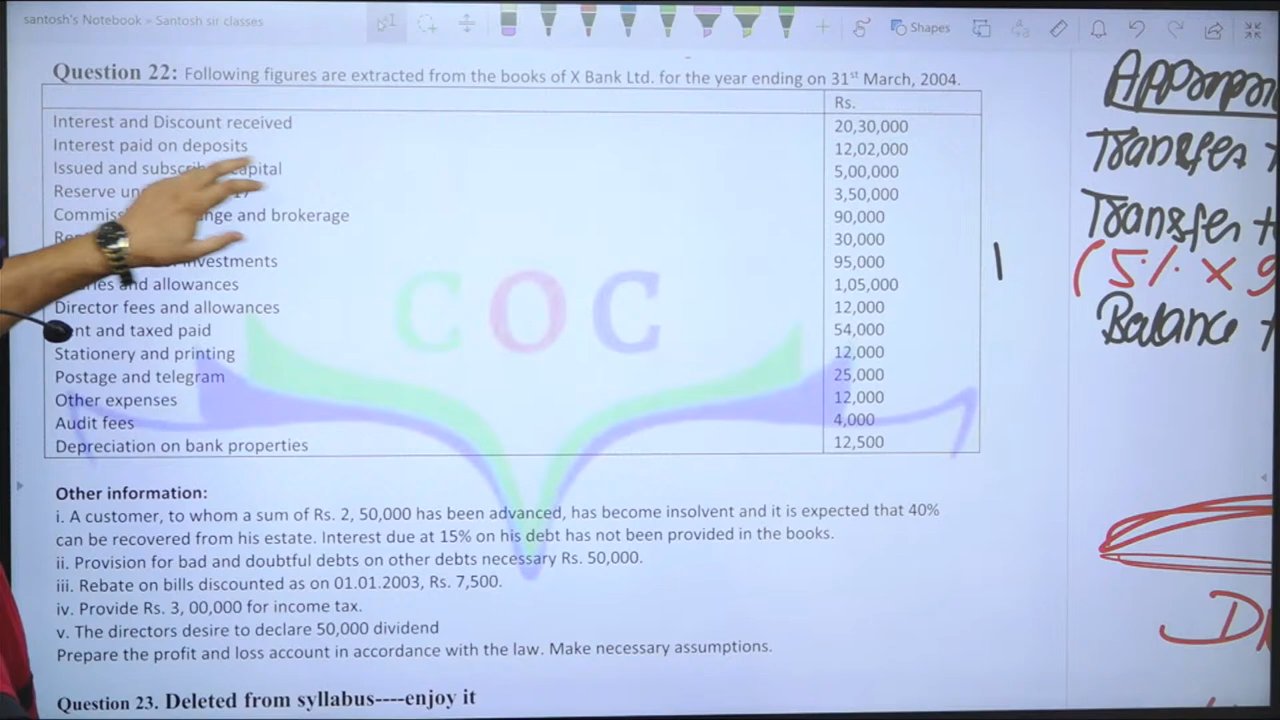 santosh's Notebook – Santosh sir classes
Shapes
Question 22: Following figures are extracted from the books of X Bank Ltd. for the year ending on 31st March, 2004.
Rs.
Interest and Discount received 20,30,000
Interest paid on deposits 12,02,000
Issued and capital 5,00,000
Reserve 3,50,000
and brokerage 90,000
30,000
95,000
and allowances 1,05,000
Director fees and allowances 12,000
and taxed paid 54,000
Stationery and printing 12,000
Postage and telegram 25,000
Other expenses 12,000
Audit fees 4,000
Depreciation on bank properties 12,500
COC
Other information:
i. A customer, to whom a sum of Rs. 2, 50,000 has been advanced, has become insolvent and it is expected that 40%
can be recovered from his estate. Interest due at 15% on his debt has not been provided in the books.
ii. Provision for bad and doubtful debts on other debts necessary Rs. 50,000.
iii. Rebate on bills discounted as on 01.01.2003, Rs. 7,500.
iv. Provide Rs. 3, 00,000 for income tax.
v. The directors desire to declare 50,000 dividend
Prepare the profit and loss account in accordance with the law. Make necessary assumptions.
Question 23. Deleted from syllabus----enjoy it
Transfer
Transfer
(5% ×
Balance